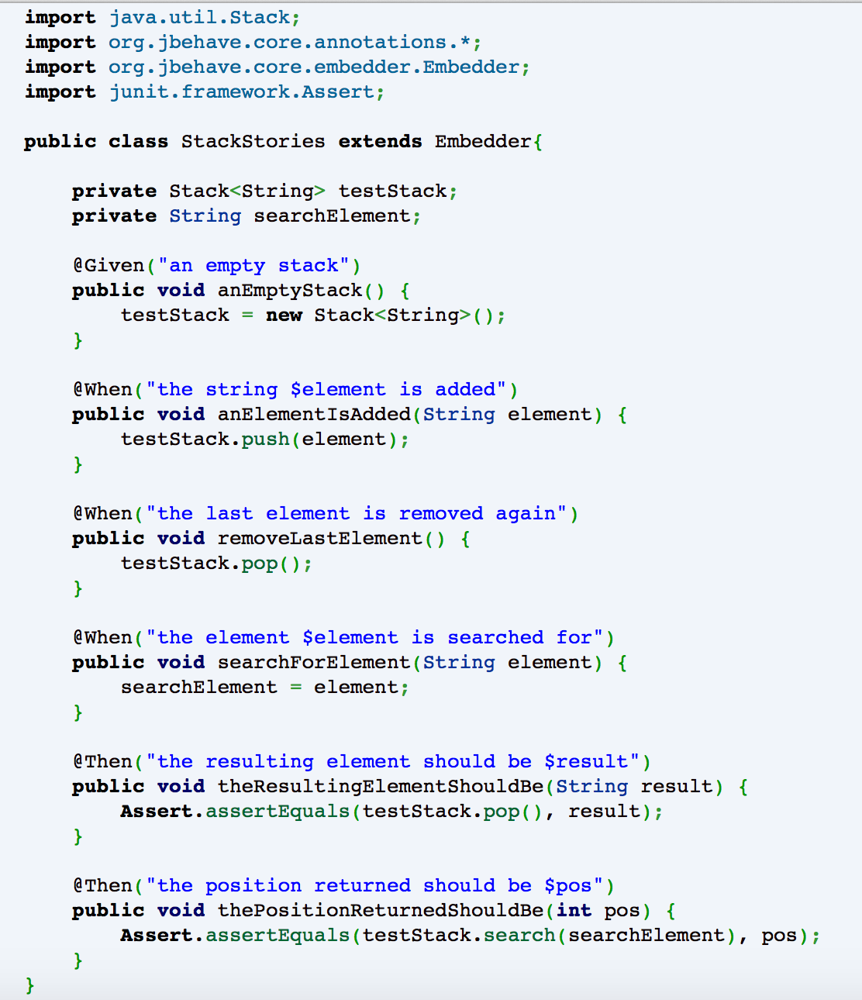 import java.util.Stack;
import org.jbehave.core.annotations.*;
import org.jbehave.core.embedder.Embedder;
import junit.framework.Assert;

public class StackStories extends Embedder{

    private Stack<String> testStack;
    private String searchElement;

    @Given("an empty stack")
    public void anEmptyStack() {
        testStack = new Stack<String>();
    }

    @When("the string $element is added")
    public void anElementIsAdded(String element) {
        testStack.push(element);
    }

    @When("the last element is removed again")
    public void removeLastElement() {
        testStack.pop();
    }

    @When("the element $element is searched for")
    public void searchForElement(String element) {
        searchElement = element;
    }

    @Then("the resulting element should be $result")
    public void theResultingElementShouldBe(String result) {
        Assert.assertEquals(testStack.pop(), result);
    }

    @Then("the position returned should be $pos")
    public void thePositionReturnedShouldBe(int pos) {
        Assert.assertEquals(testStack.search(searchElement), pos);
    }
}